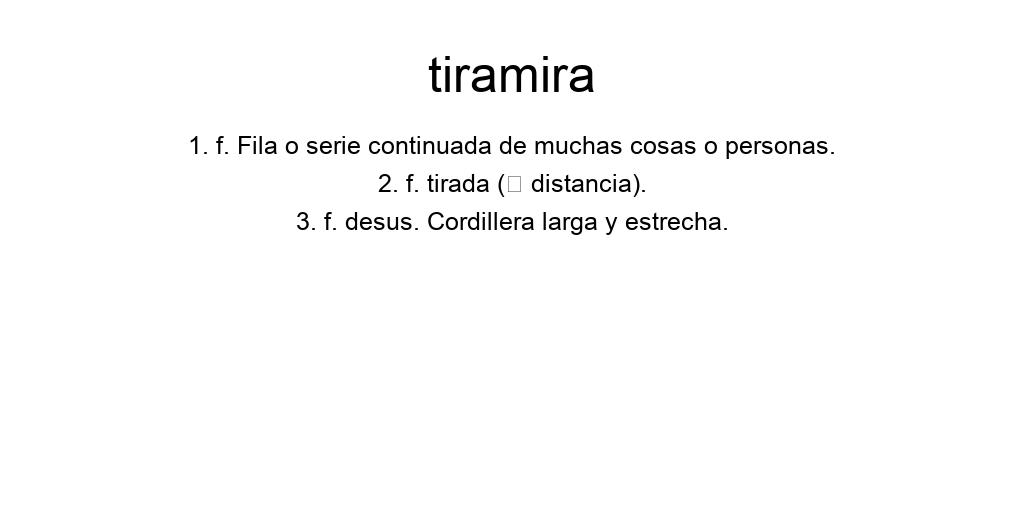 tiramira
1. f. Fila o serie continuada de muchas cosas o personas.
2. f. tirada (□ distancia).
3. f. desus. Cordillera larga y estrecha.